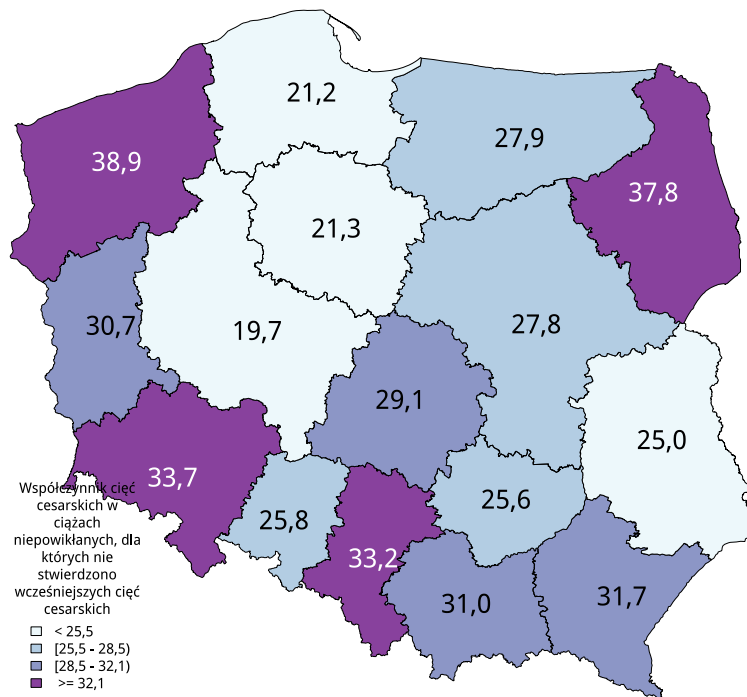 21,2
27,9
38,9
37,8
21,3
30,7
19,7
27,8
29,1
25,0
33,7
25,8
25,6
33,2
31,0
31,7
Współczynnik cięć
cesarskich w
ciążach
niepowikłanych, dla
których nie
stwierdzono
wcześniejszych cięć
cesarskich
< 25,5
[25,5 - 28,5)
[28,5 - 32,1)
>= 32,1